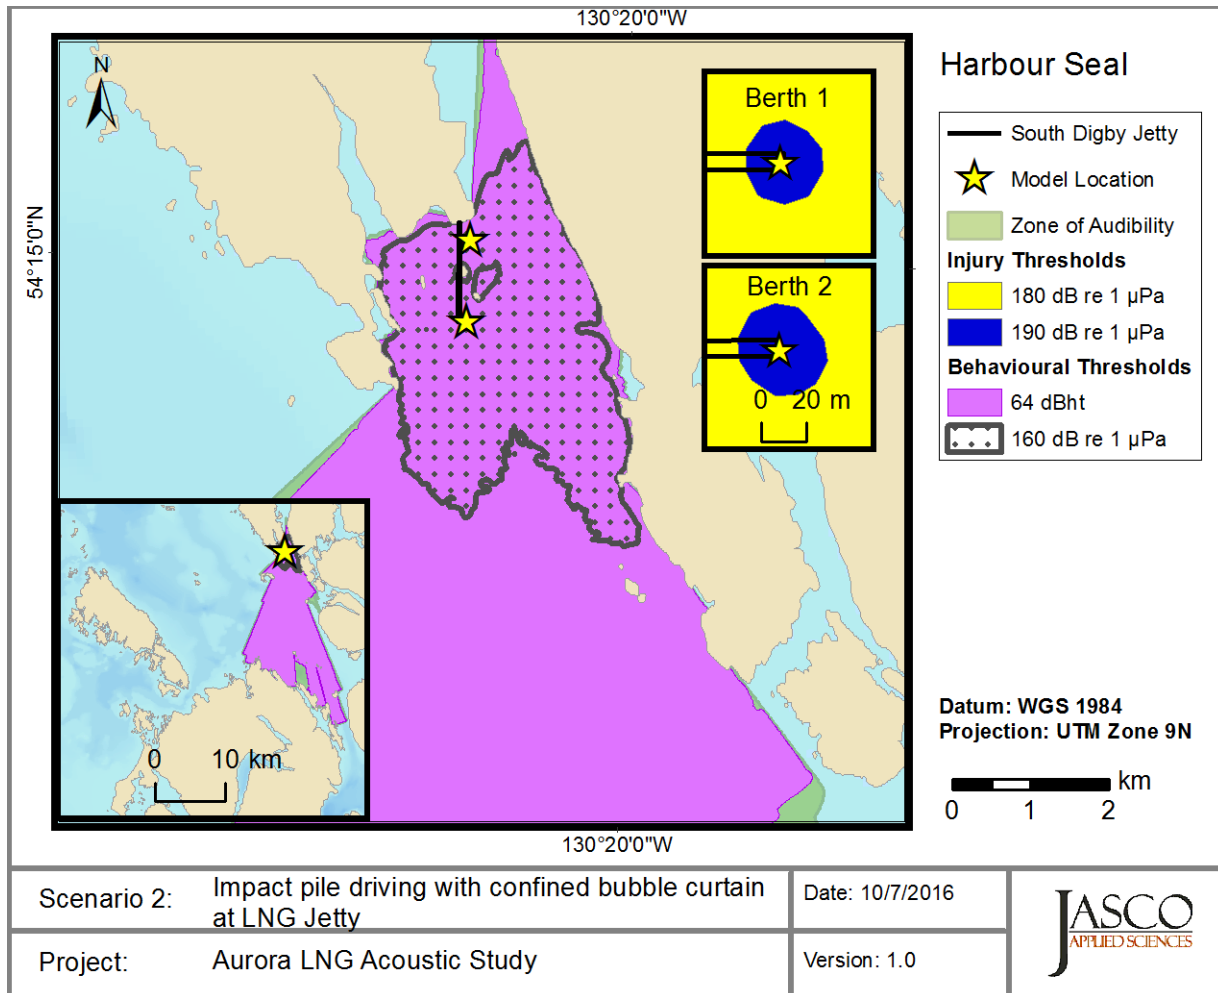 130°20'0"W
Harbour Seal
N
Berth 1
South Digby Jetty
Model Location
Zone of Audibility
54°15'0"N
Injury Thresholds
Berth 2
180 dB re 1 µPa
190 dB re 1 µPa
Behavioural Thresholds
0 20 m
64 dBht
160 dB re 1 µPa
Datum: WGS 1984
Projection: UTM Zone 9N
0 10 km
km
0 1 2
130°20'0"W
Scenario 2:
Impact pile driving with confined bubble curtain
at LNG Jetty
Date: 10/7/2016
Project:
Aurora LNG Acoustic Study
Version: 1.0
JASCO
APPLIED SCIENCES